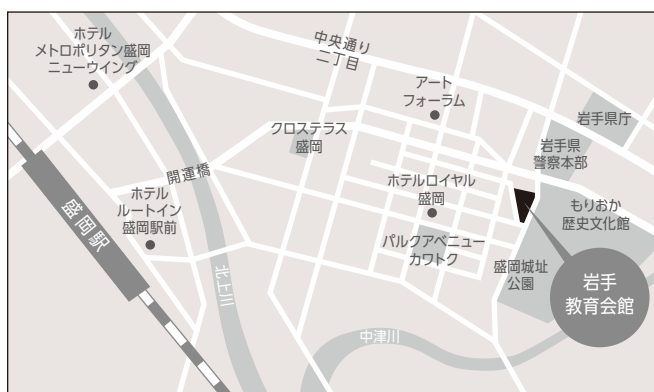 ホテル
メトロポリタン盛岡
ニューウイング
中央通り
二丁目
アート
フォーラム
岩手県庁
クロステラス
盛岡
岩手県
警察本部
開運橋
ホテル
ルートイン
盛岡駅前
ホテルロイヤル
盛岡
もりおか
歴史文化館
盛岡駅
パルクアベニュー
カワトク
盛岡城址
公園
岩手
教育会館
北上川
中津川